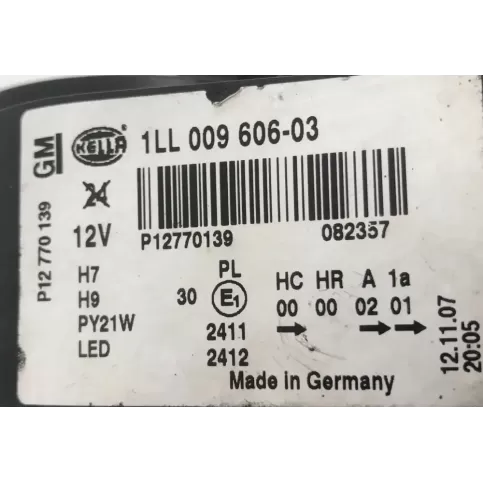 GM
P12 770 139
HELLA
1LL 009 606-03
24
12V
P12770139 082357
H7
H9
PY21W
LED
PL
30 E1
2411
2412
HC HR A 1a
00 00 02 01
12.11.07
20:05
Made in Germany